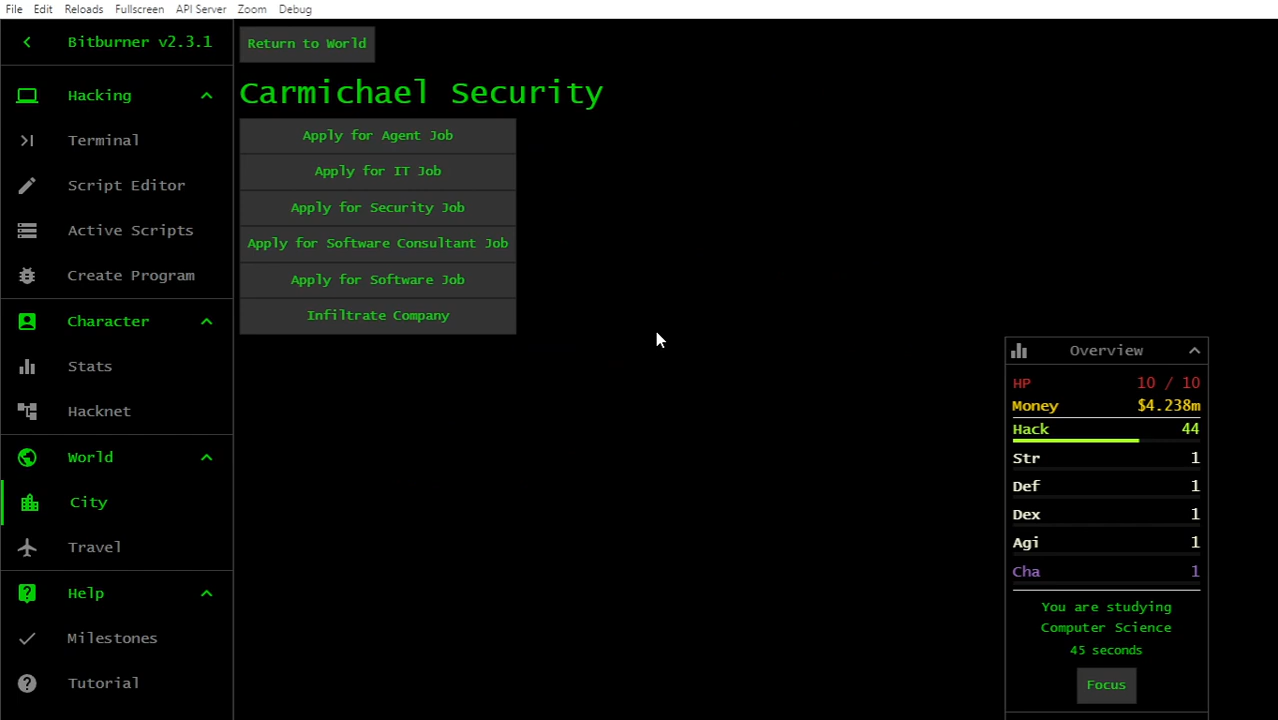 File Edit Reloads Fullscreen API Server Zoom Debug
Bitburner v2.3.1
Hacking
Terminal
Script Editor
Active Scripts
Create Program
Character
Stats
Hacknet
World
City
Travel
Help
Milestones
Tutorial
Return to World
Carmichael Security
Apply for Agent Job
Apply for IT Job
Apply for Security Job
Apply for Software Consultant Job
Apply for Software Job
Infiltrate Company
Overview
HP 10 / 10
Money $4.238m
Hack 44
Str 1
Def 1
Dex 1
Agi 1
Cha 1
You are studying
Computer Science
45 seconds
Focus